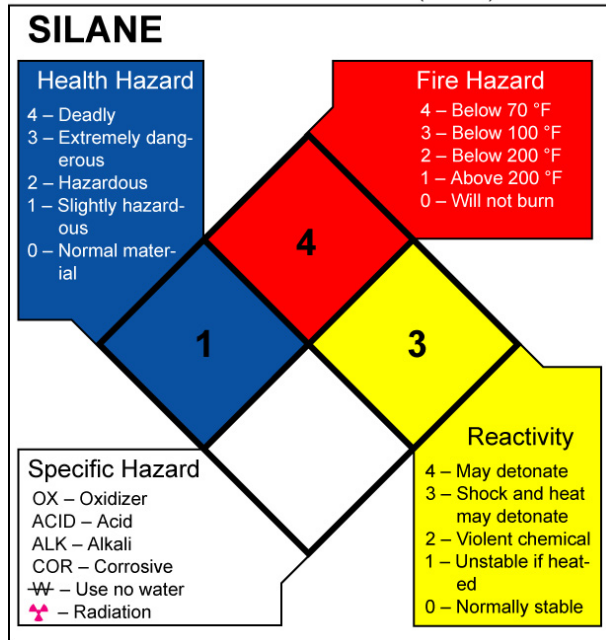 SILANE
Health Hazard
4 – Deadly
3 – Extremely dang-
erous
2 – Hazardous
1 – Slightly hazard-
ous
0 – Normal mater-
ial
Fire Hazard
4 – Below 70 °F
3 – Below 100 °F
2 – Below 200 °F
1 – Above 200 °F
0 – Will not burn
4
1
3
Specific Hazard
OX – Oxidizer
ACID – Acid
ALK – Alkali
COR – Corrosive
W – Use no water
– Radiation
Reactivity
4 – May detonate
3 – Shock and heat
may detonate
2 – Violent chemical
1 – Unstable if heat-
ed
0 – Normally stable